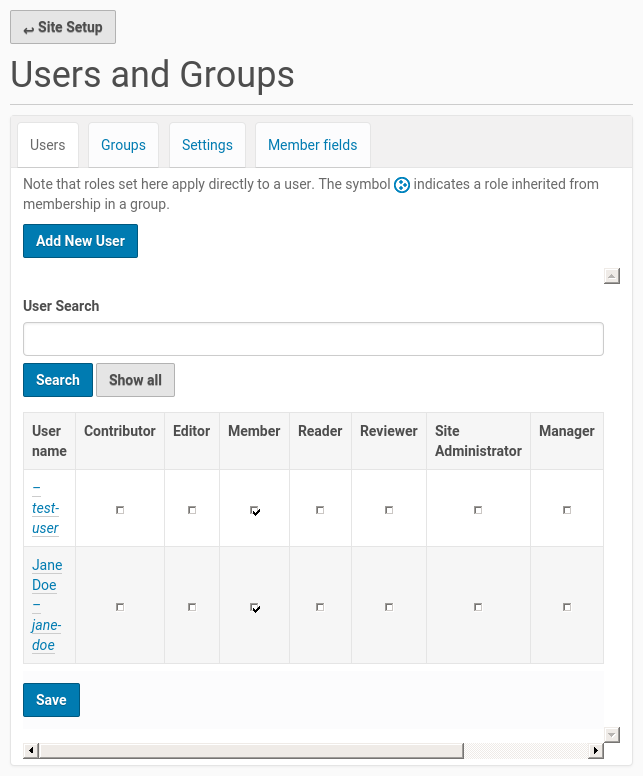 Site Setup
Users and Groups
Users
Groups
Settings
Member fields
Note that roles set here apply directly to a user. The symbol indicates a role inherited from
membership in a group.
Add New User
User Search
Search
Show all
User name
Contributor
Editor
Member
Reader
Reviewer
Site Administrator
Manager
–
test-
user
Jane
Doe
–
jane-
doe
Save